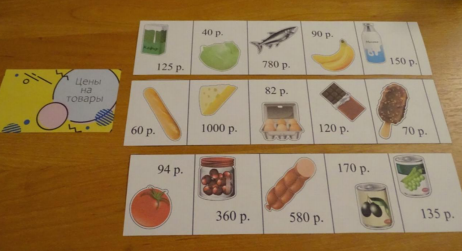 Цены
на
товары
125 р.
40 р.
780 р.
90 р.
150 р.
60 р.
1000 р.
82 р.
120 р.
70 р.
94 р.
360 р.
580 р.
170 р.
135 р.